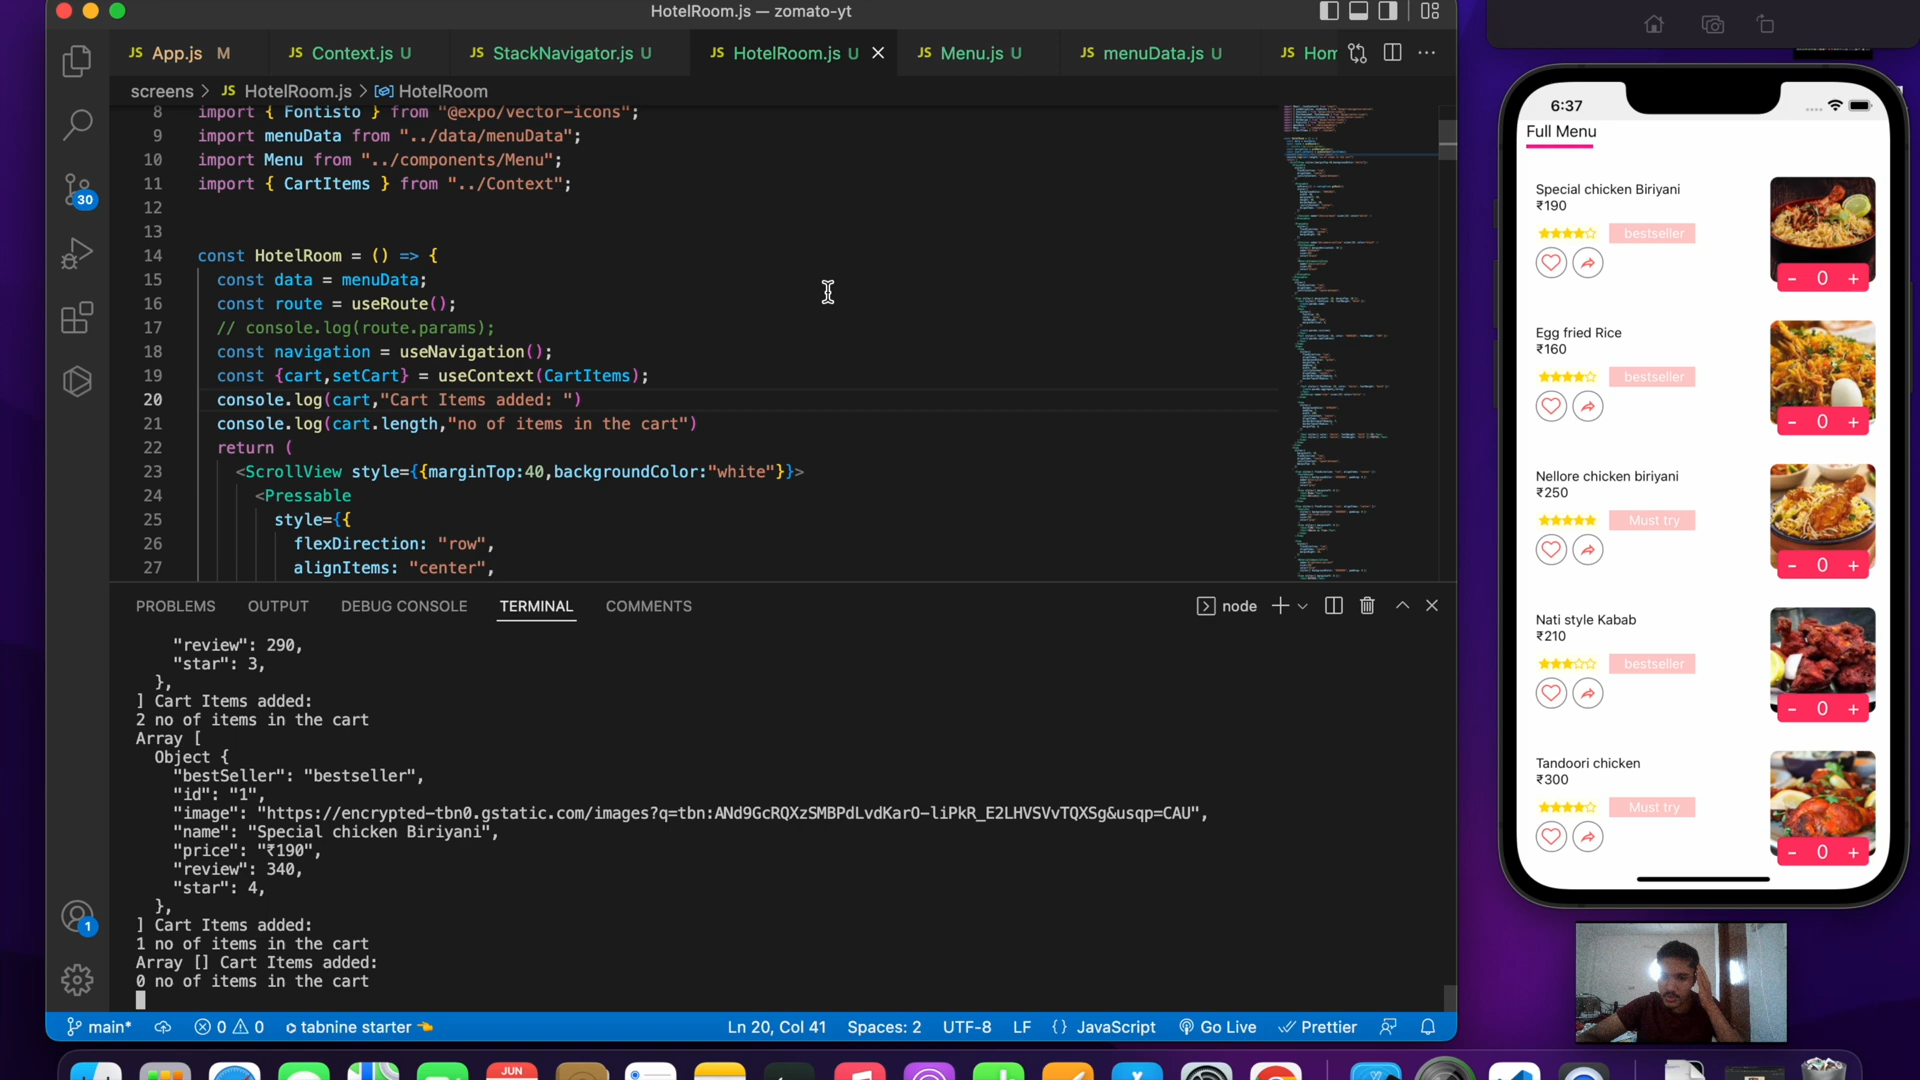 HotelRoom.js — zomato-yt
JS App.js M
JS Context.js U
JS StackNavigator.js U
JS HotelRoom.js U
JS Menu.js U
JS menuData.js U
JS Hom
screens > JS HotelRoom.js > HotelRoom
8 import { Fontisto } from "@expo/vector-icons";
9 import menuData from "../data/menuData";
10 import Menu from "../components/Menu";
11 import { CartItems } from "../Context";
12
13
14 const HotelRoom = () => {
15 const data = menuData;
16 const route = useRoute();
17 // console.log(route.params);
18 const navigation = useNavigation();
19 const {cart,setCart} = useContext(CartItems);
20 console.log(cart,"Cart Items added: ")
21 console.log(cart.length,"no of items in the cart")
22 return (
23 <ScrollView style={{marginTop:40,backgroundColor:"white"}}>
24 <Pressable
25 style={{
26 flexDirection: "row",
27 alignItems: "center",
30
1
PROBLEMS OUTPUT DEBUG CONSOLE TERMINAL COMMENTS
node
"review": 290,
"star": 3,
},
] Cart Items added:
2 no of items in the cart
Array [
Object {
"bestSeller": "bestseller",
"id": "1",
"image": "https://encrypted-tbn0.gstatic.com/images?q=tbn:ANd9GcRQXzSMBPdLvdKarO-liPkR_E2LHVSVvTQXSg&usqp=CAU",
"name": "Special chicken Biriyani",
"price": "₹190",
"review": 340,
"star": 4,
},
] Cart Items added:
1 no of items in the cart
Array [] Cart Items added:
0 no of items in the cart
main* 0 0 tabnine starter Ln 20, Col 41 Spaces: 2 UTF-8 LF {} JavaScript Go Live Prettier
JUN
6:37
Full Menu
Special chicken Biriyani
₹190
bestseller
- 0 +
Egg fried Rice
₹160
bestseller
- 0 +
Nellore chicken biriyani
₹250
Must try
- 0 +
Nati style Kabab
₹210
bestseller
- 0 +
Tandoori chicken
₹300
Must try
- 0 +